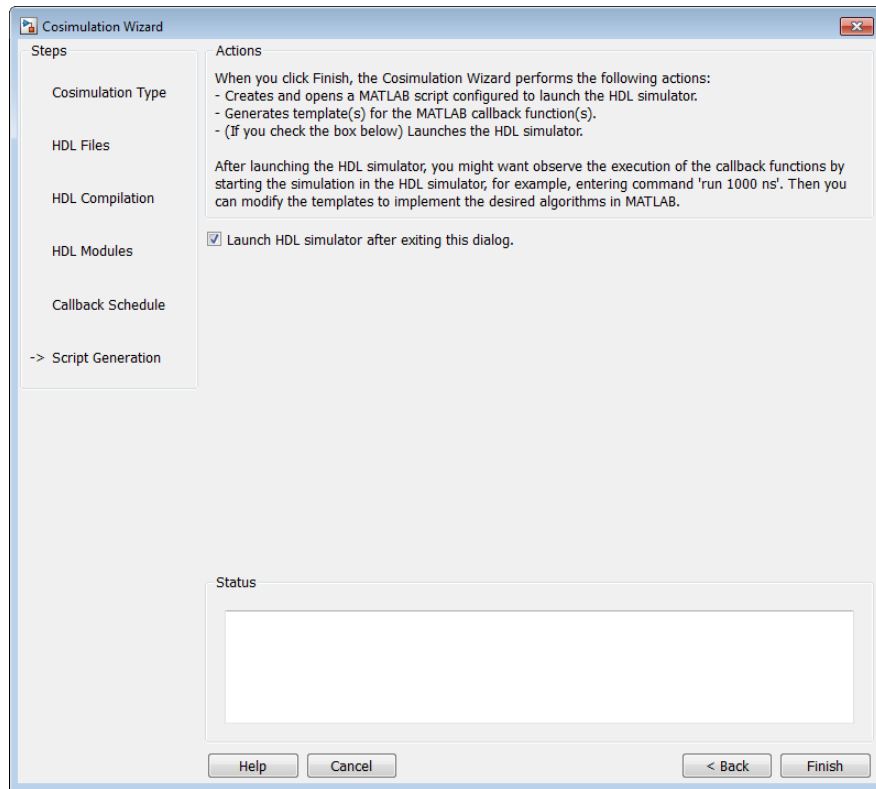 Cosimulation Wizard
Steps
Cosimulation Type
HDL Files
HDL Compilation
HDL Modules
Callback Schedule
-> Script Generation
Actions
When you click Finish, the Cosimulation Wizard performs the following actions:
- Creates and opens a MATLAB script configured to launch the HDL simulator.
- Generates template(s) for the MATLAB callback function(s).
- (If you check the box below) Launches the HDL simulator.
After launching the HDL simulator, you might want observe the execution of the callback functions by
starting the simulation in the HDL simulator, for example, entering command 'run 1000 ns'. Then you
can modify the templates to implement the desired algorithms in MATLAB.
Launch HDL simulator after exiting this dialog.
Status
Help
Cancel
< Back
Finish